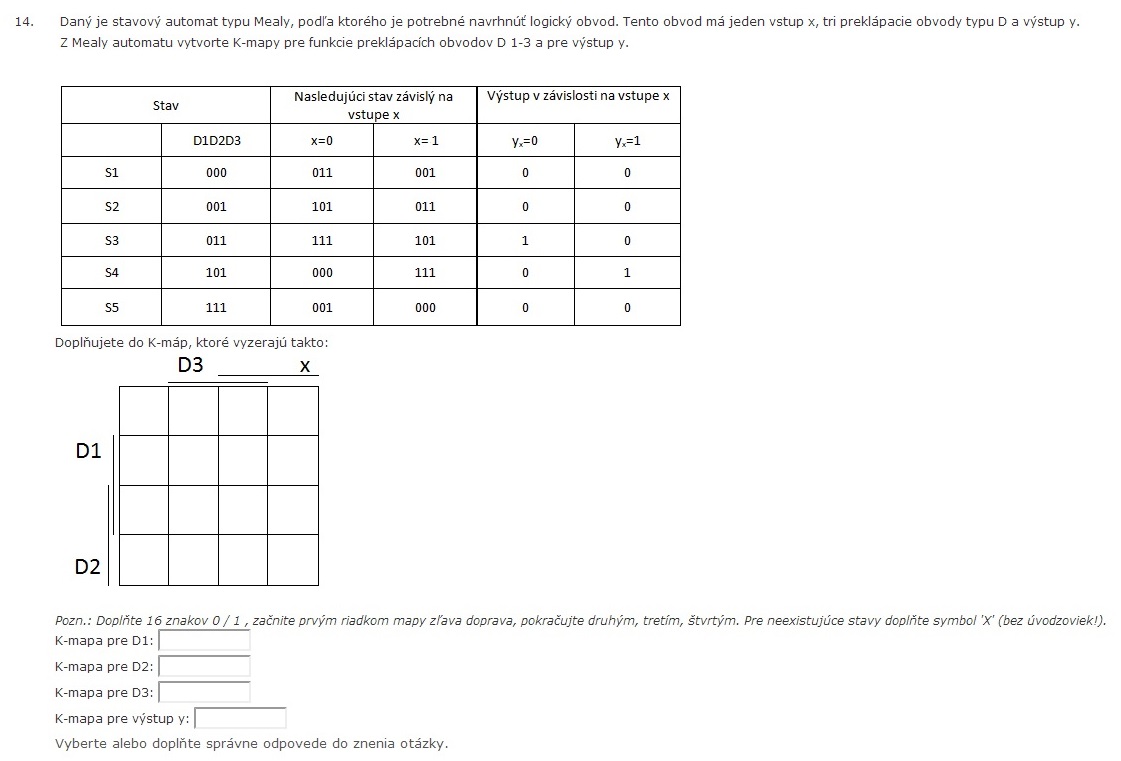 14. Daný je stavový automat typu Mealy, podľa ktorého je potrebné navrhnúť logický obvod. Tento obvod má jeden vstup x, tri preklápacie obvody typu D a výstup y.
Z Mealy automatu vytvorte K-mapy pre funkcie preklápacích obvodov D 1-3 a pre výstup y.
Stav Nasledujúci stav závislý na vstupe x Výstup v závislosti na vstupe x
D1D2D3 x=0 x= 1 yₓ=0 yₓ=1
S1 000 011 001 0 0
S2 001 101 011 0 0
S3 011 111 101 1 0
S4 101 000 111 0 1
S5 111 001 000 0 0
Doplňujete do K-máp, ktoré vyzerajú takto:
D3 x
D1
D2
Pozn.: Doplňte 16 znakov 0 / 1 , začnite prvým riadkom mapy zľava doprava, pokračujte druhým, tretím, štvrtým. Pre neexistujúce stavy doplňte symbol 'X' (bez úvodzoviek!).
K-mapa pre D1:
K-mapa pre D2:
K-mapa pre D3:
K-mapa pre výstup y:
Vyberte alebo doplňte správne odpovede do znenia otázky.